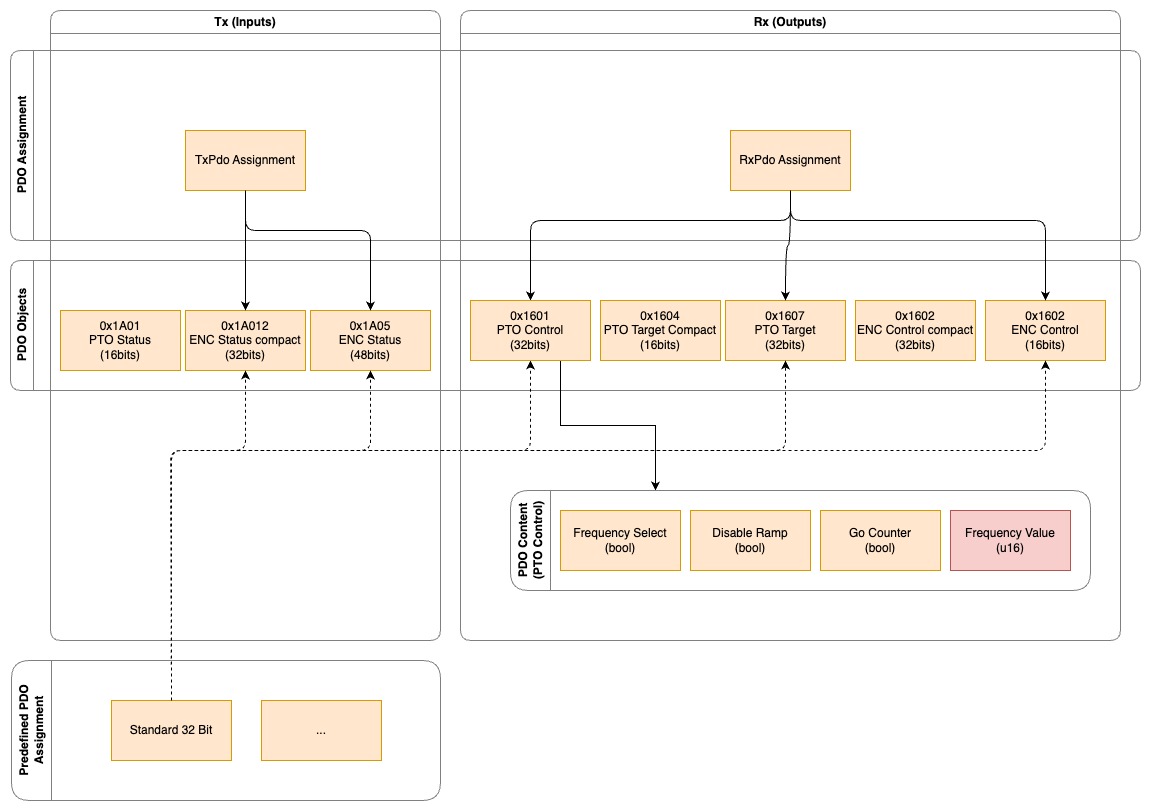 Tx (Inputs)
Rx (Outputs)
PDO Assignment
TxPdo Assignment
RxPdo Assignment
PDO Objects
0x1A01
PTO Status
(16bits)
0x1A012
ENC Status compact
(32bits)
0x1A05
ENC Status
(48bits)
0x1601
PTO Control
(32bits)
0x1604
PTO Target Compact
(16bits)
0x1607
PTO Target
(32bits)
0x1602
ENC Control compact
(32bits)
0x1602
ENC Control
(16bits)
PDO Content
(PTO Control)
Frequency Select
(bool)
Disable Ramp
(bool)
Go Counter
(bool)
Frequency Value
(u16)
Predefined PDO
Assignment
Standard 32 Bit
...